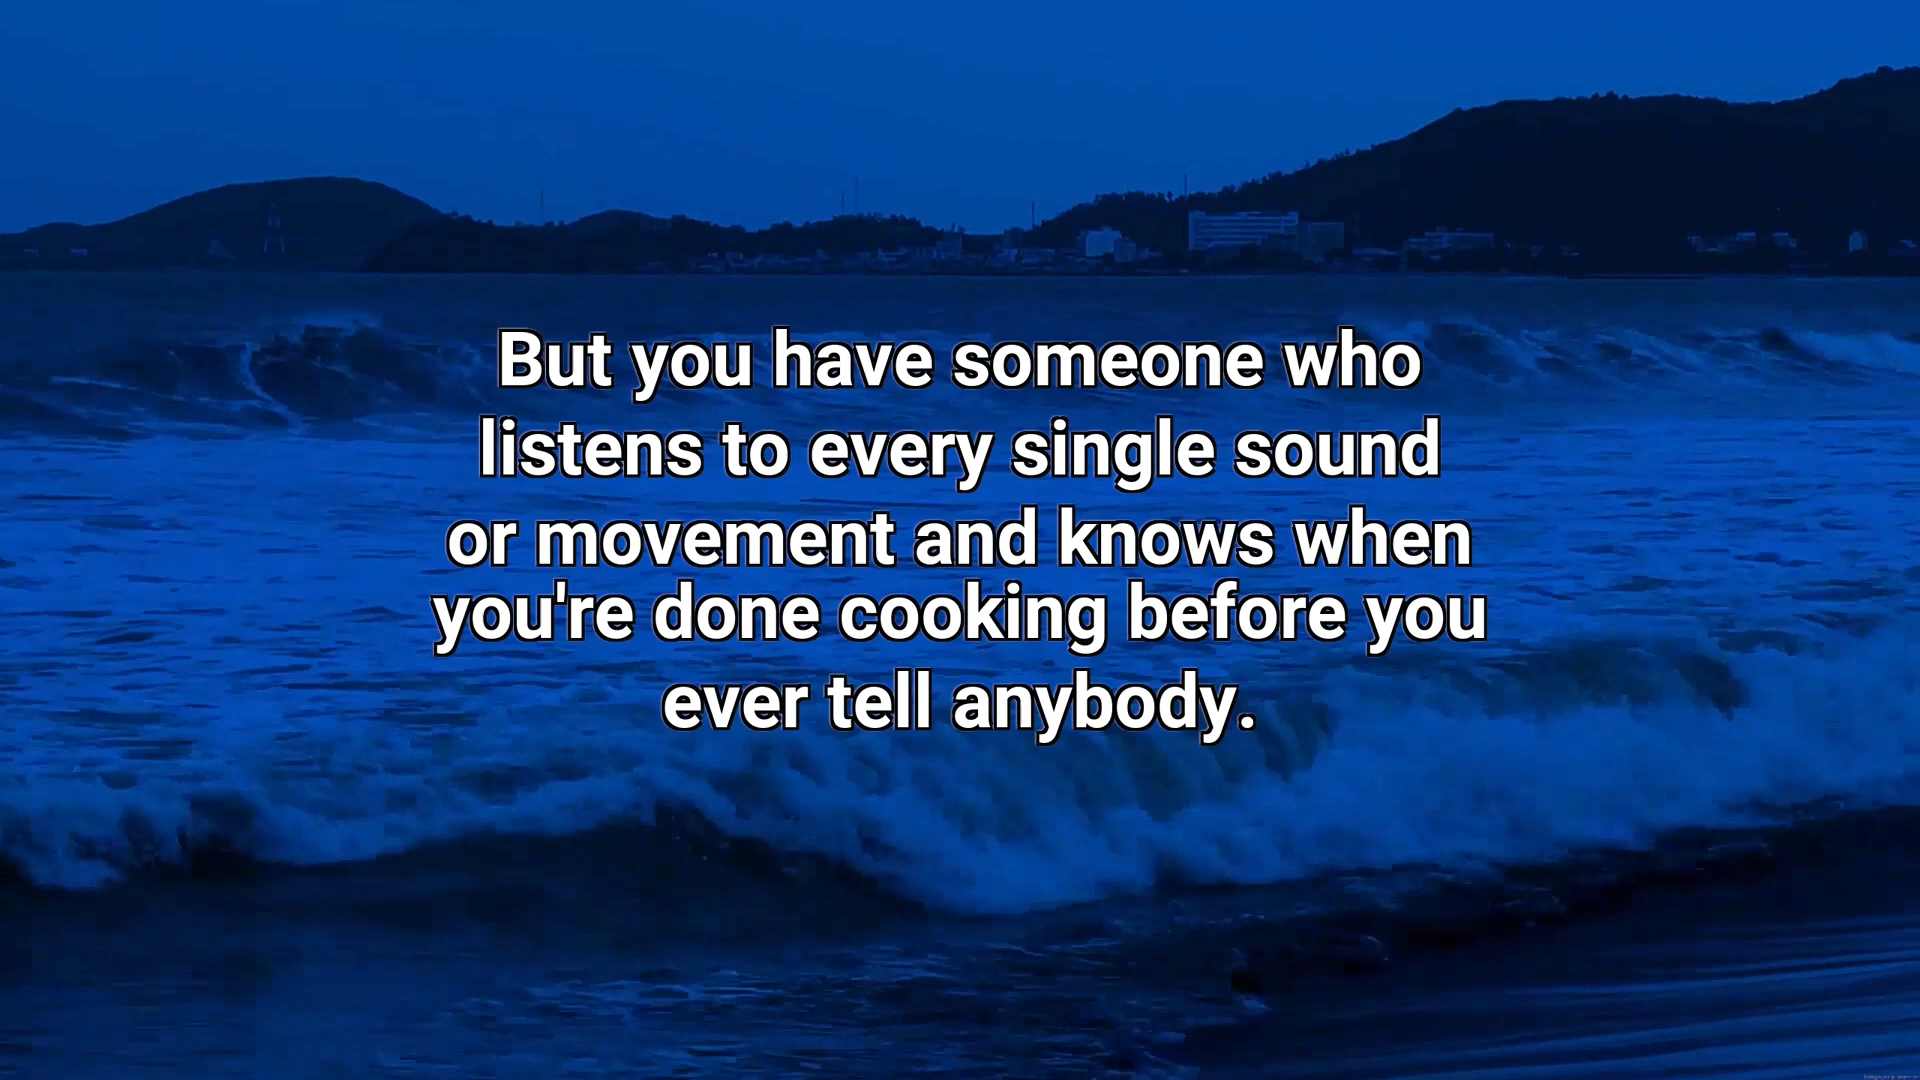 But you have someone who
listens to every single sound
or movement and knows when
you're done cooking before you
ever tell anybody.